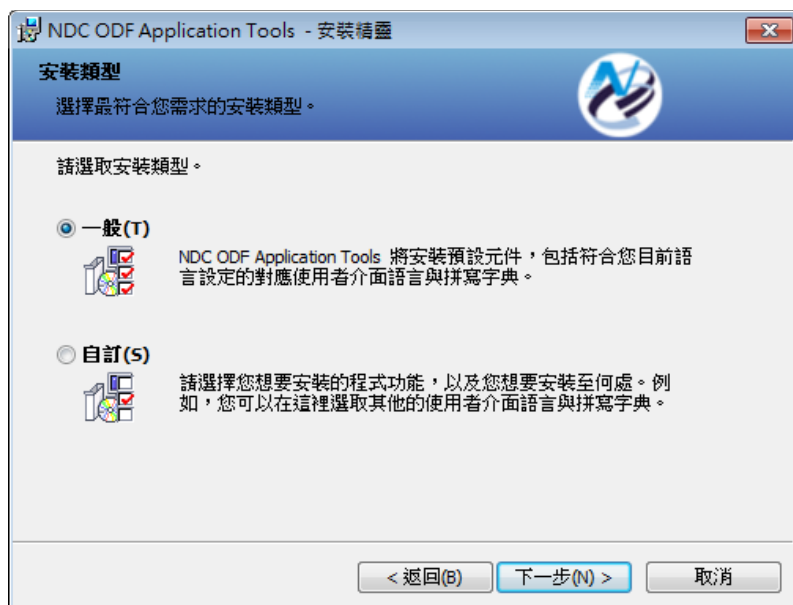 NDC ODF Application Tools - 安裝精靈
安裝類型
選擇最符合您需求的安裝類型。
請選取安裝類型。
一般(T)
NDC ODF Application Tools 將安裝預設元件，包括符合您目前語
言設定的對應使用者介面語言與拼寫字典。
自訂(S)
請選擇您想要安裝的程式功能，以及您想要安裝至何處。例
如，您可以在這裡選取其他的使用者介面語言與拼寫字典。
< 返回(B)
下一步(N) >
取消